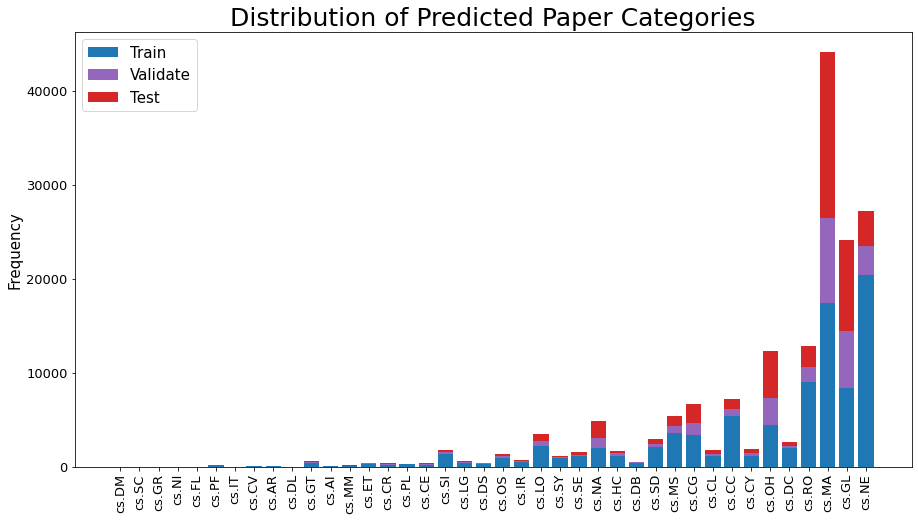 Distribution of Predicted Paper Categories
Train
Validate
Test
Frequency
40000
30000
20000
10000
0
cs.DM
cs.SC
cs.GR
cs.NI
cs.FL
cs.PF
cs.IT
cs.CV
cs.AR
cs.DL
cs.GT
cs.AI
cs.MM
cs.ET
cs.CR
cs.PL
cs.CE
cs.SI
cs.LG
cs.DS
cs.OS
cs.IR
cs.LO
cs.SY
cs.SE
cs.NA
cs.HC
cs.DB
cs.SD
cs.MS
cs.CG
cs.CL
cs.CC
cs.CY
cs.OH
cs.DC
cs.RO
cs.MA
cs.GL
cs.NE